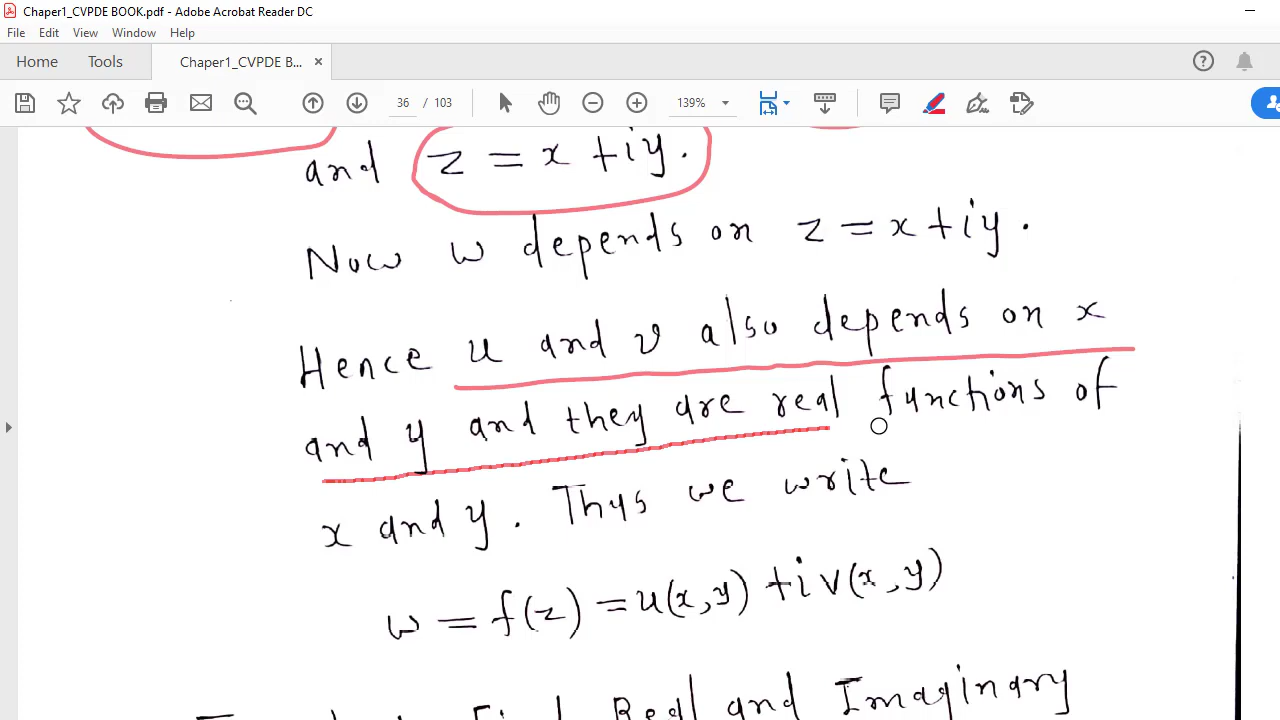 Chaper1_CVPDE BOOK.pdf - Adobe Acrobat Reader DC
File Edit View Window Help
Home Tools Chaper1_CVPDE B... ×
36 / 103 139%
and z = x + iy.
Now w depends on z = x + iy.
Hence u and v also depends on x
and y and they are real functions of
x and y. Thus we write
w = f(z) = u(x,y) + i v(x,y)
Find Real and Imaginary